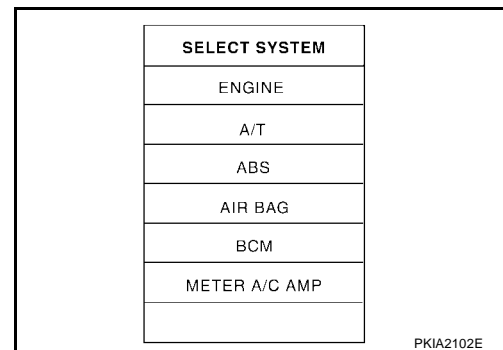 SELECT SYSTEM
ENGINE
A/T
ABS
AIR BAG
BCM
METER A/C AMP
PKIA2102E